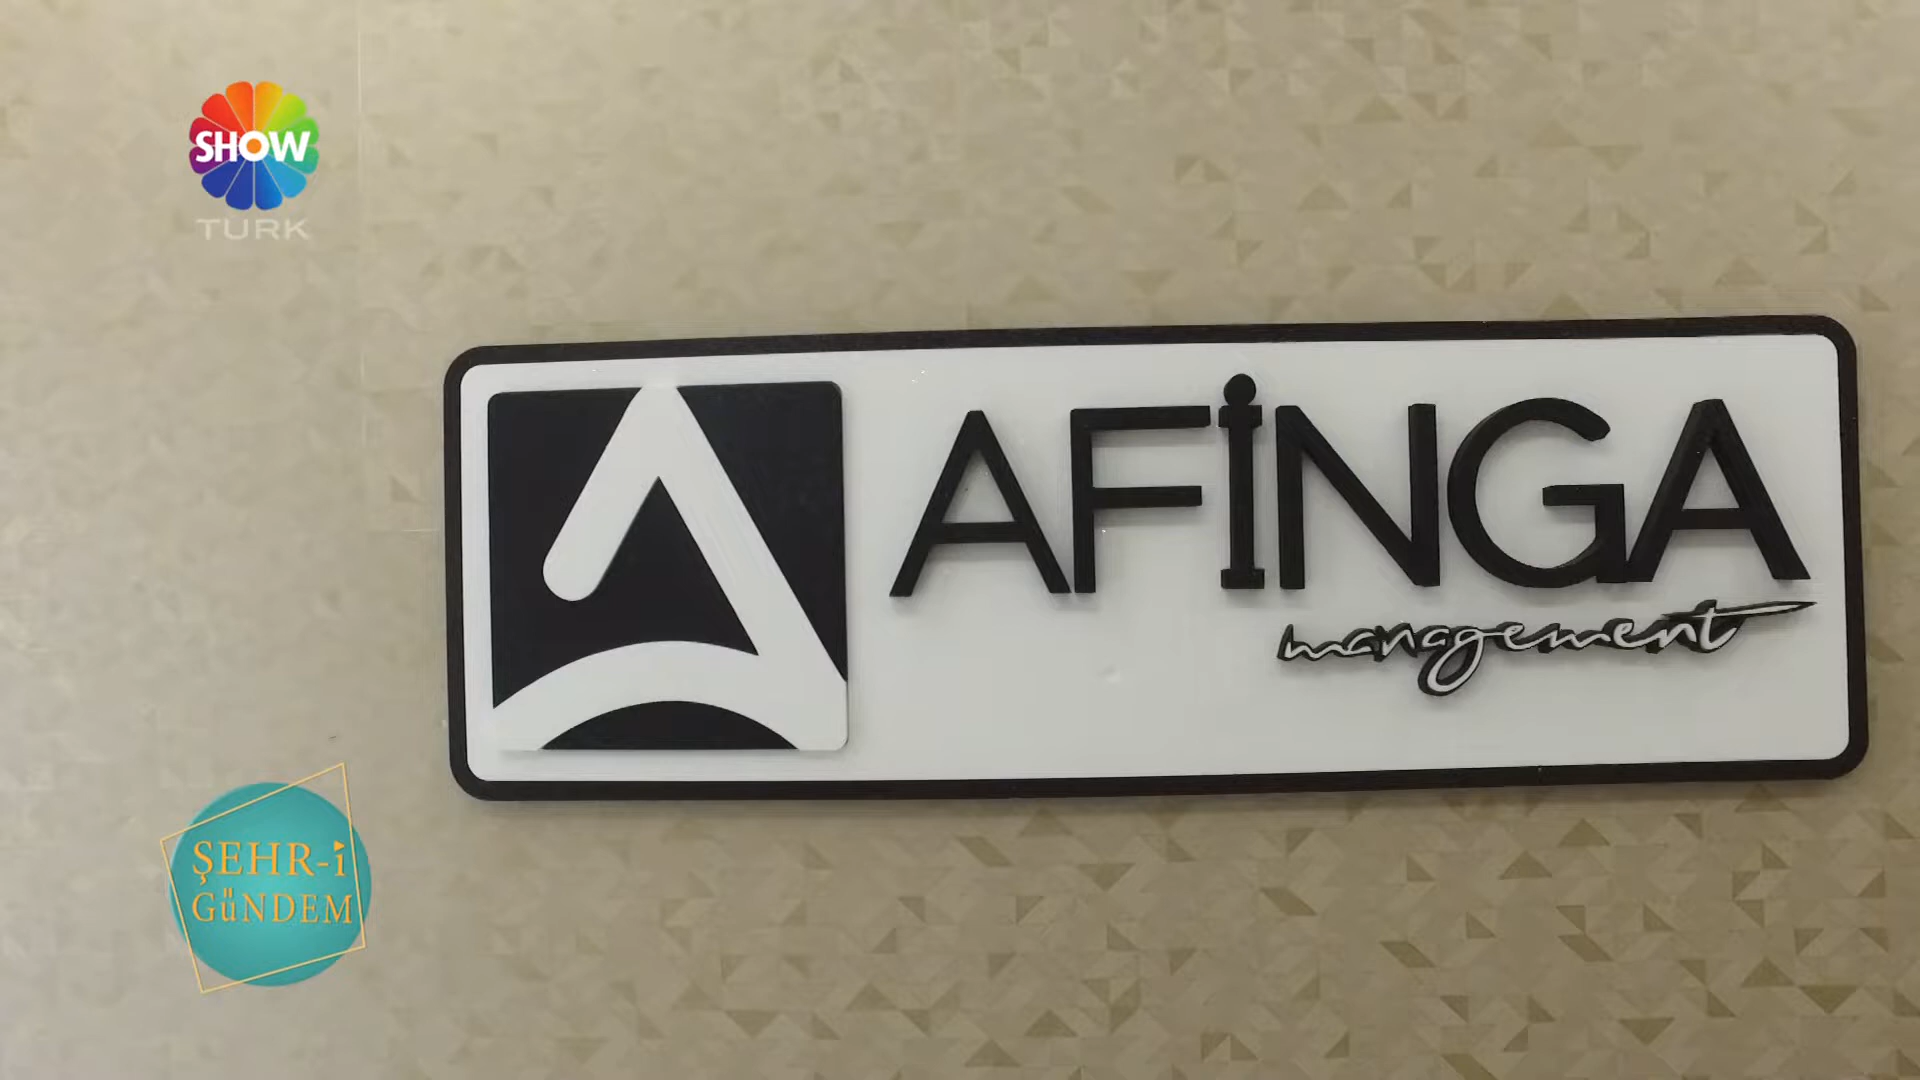 SHOW
TURK
AFİNGA
management
ŞEHR-i
GüNDEM